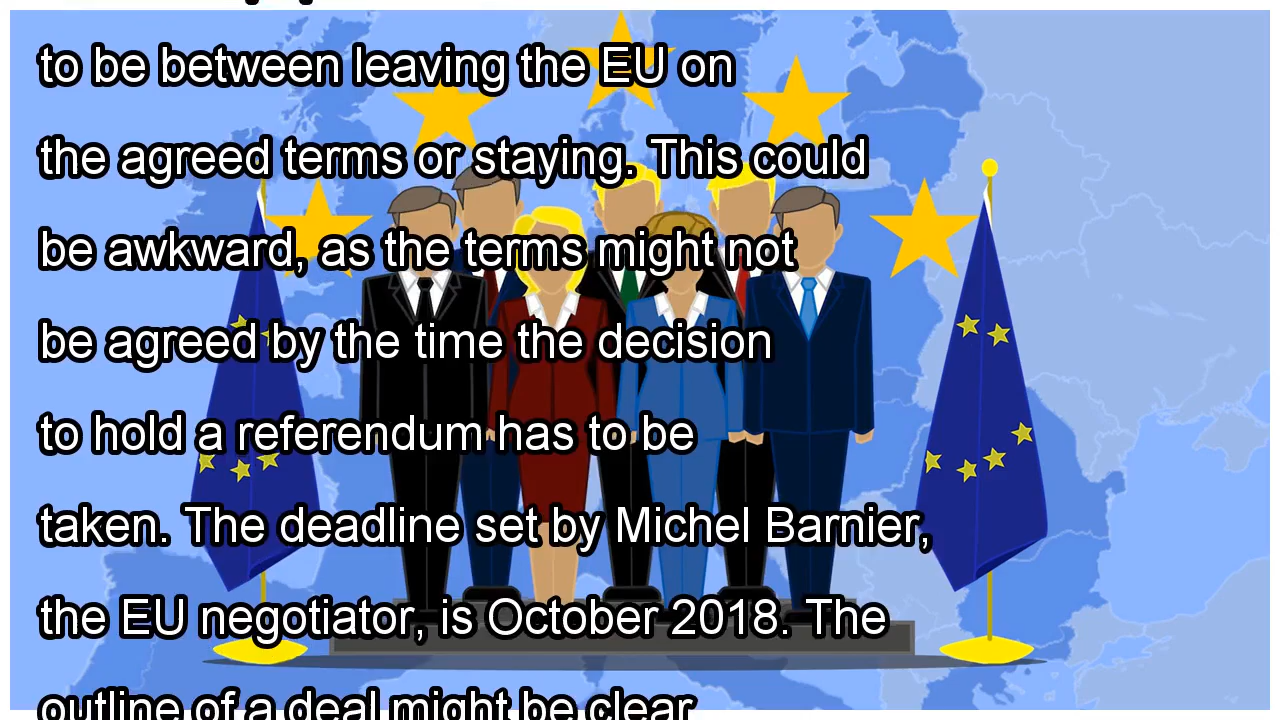 to be between leaving the EU on
the agreed terms or staying. This could
be awkward, as the terms might not
be agreed by the time the decision
to hold a referendum has to be
taken. The deadline set by Michel Barnier,
the EU negotiator, is October 2018. The
outline of a deal might be clear